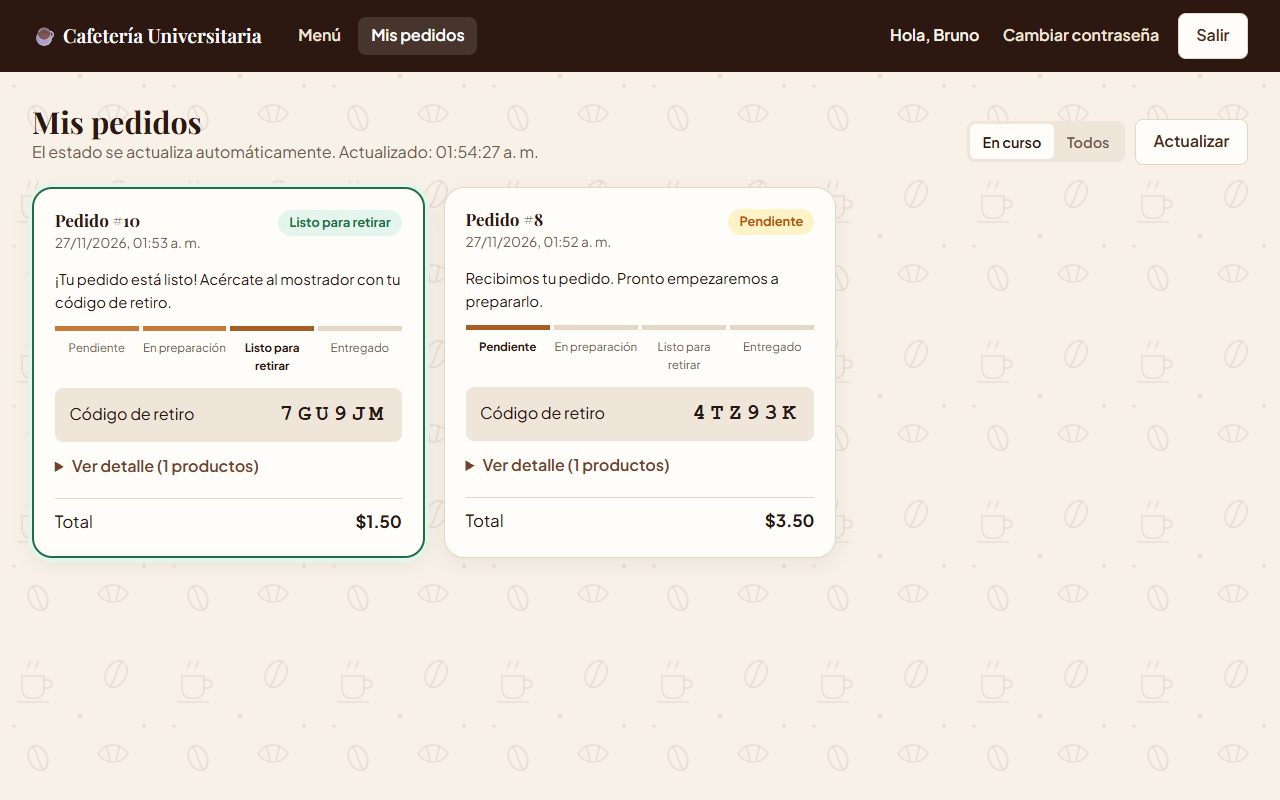 Cafetería Universitaria
Menú
Mis pedidos
Hola, Bruno
Cambiar contraseña
Salir
Mis pedidos
El estado se actualiza automáticamente. Actualizado: 01:54:27 a. m.
En curso
Todos
Actualizar
Pedido #10
Listo para retirar
27/11/2026, 01:53 a. m.
¡Tu pedido está listo! Acércate al mostrador con tu
código de retiro.
Pendiente
En preparación
Listo para
retirar
Entregado
Código de retiro
7GU9JM
Ver detalle (1 productos)
Total
$1.50
Pedido #8
Pendiente
27/11/2026, 01:52 a. m.
Recibimos tu pedido. Pronto empezaremos a
prepararlo.
Pendiente
En preparación
Listo para
retirar
Entregado
Código de retiro
4TZ93K
Ver detalle (1 productos)
Total
$3.50